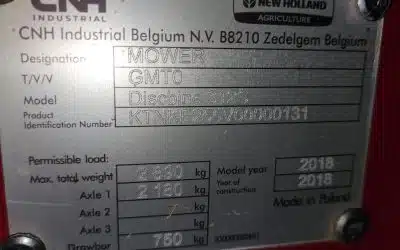 CNH
INDUSTRIAL
NEW HOLLAND
AGRICULTURE
CNH Industrial Belgium N.V. B8210 Zedelgem Belgium
Designation MOWER
T/V/V GMT0
Model
Product
Identification Number
Permissible load:
Max. total weight kg
Axle 1 2 180 kg
Axle 2 kg
Axle 3 kg
Drawbar 750 kg
Model year 2018
Year of
construction 2018
Made in Poland